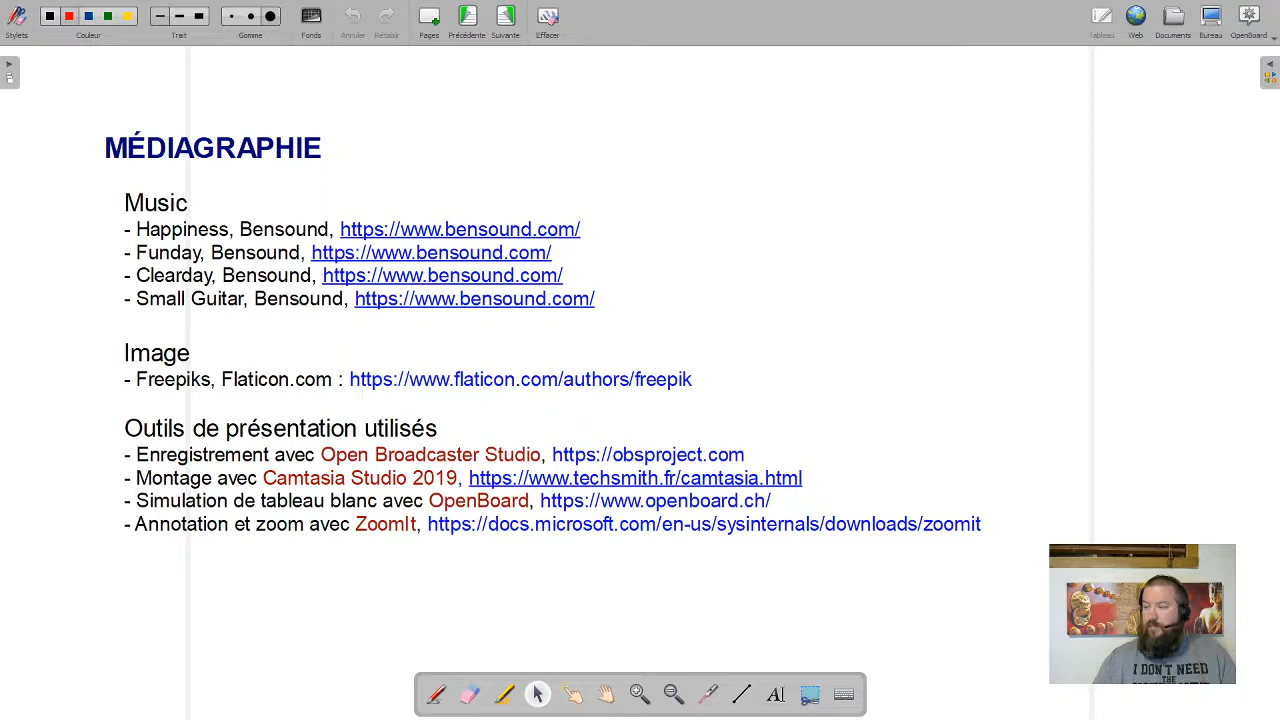 Stylets Couleur Trait Gomme Fonds Annuler Rétablir Pages Précédente Suivante Effacer Tableau Web Documents Bureau OpenBoard
MÉDIAGRAPHIE
Music
- Happiness, Bensound, https://www.bensound.com/
- Funday, Bensound, https://www.bensound.com/
- Clearday, Bensound, https://www.bensound.com/
- Small Guitar, Bensound, https://www.bensound.com/
Image
- Freepiks, Flaticon.com : https://www.flaticon.com/authors/freepik
Outils de présentation utilisés
- Enregistrement avec Open Broadcaster Studio, https://obsproject.com
- Montage avec Camtasia Studio 2019, https://www.techsmith.fr/camtasia.html
- Simulation de tableau blanc avec OpenBoard, https://www.openboard.ch/
- Annotation et zoom avec ZoomIt, https://docs.microsoft.com/en-us/sysinternals/downloads/zoomit
I DON'T NEED
THE